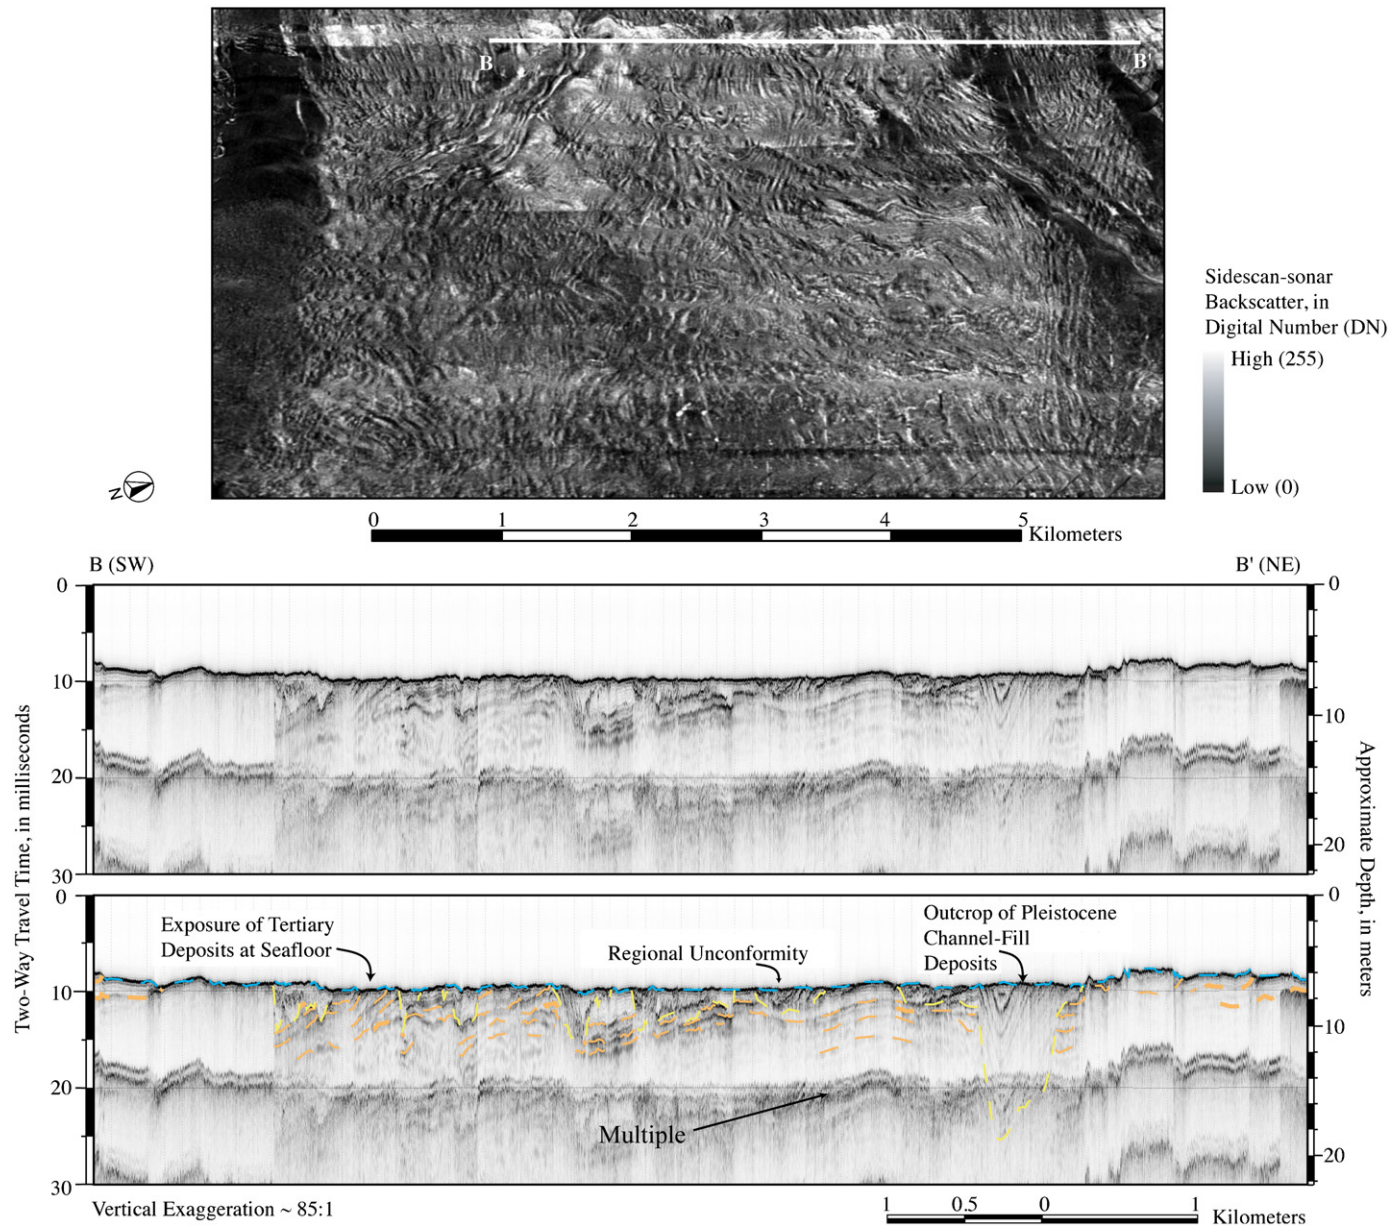 B
B'
Sidescan-sonar
Backscatter, in
Digital Number (DN)
High (255)
Low (0)
N
0 1 2 3 4 5
Kilometers
B (SW)
B' (NE)
0
10
20
30
0
10
20
Two-Way Travel Time, in milliseconds
Approximate Depth, in meters
0
10
20
30
0
10
20
Exposure of Tertiary
Deposits at Seafloor
Regional Unconformity
Outcrop of Pleistocene
Channel-Fill
Deposits
Multiple
Vertical Exaggeration ~ 85:1
1 0.5 0 1
Kilometers